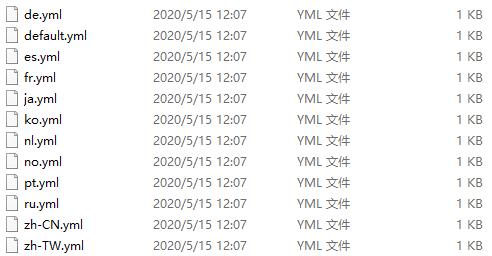 de.yml 2020/5/15 12:07 YML 文件 1 KB
default.yml 2020/5/15 12:07 YML 文件 1 KB
es.yml 2020/5/15 12:07 YML 文件 1 KB
fr.yml 2020/5/15 12:07 YML 文件 1 KB
ja.yml 2020/5/15 12:07 YML 文件 1 KB
ko.yml 2020/5/15 12:07 YML 文件 1 KB
nl.yml 2020/5/15 12:07 YML 文件 1 KB
no.yml 2020/5/15 12:07 YML 文件 1 KB
pt.yml 2020/5/15 12:07 YML 文件 1 KB
ru.yml 2020/5/15 12:07 YML 文件 1 KB
zh-CN.yml 2020/5/15 12:07 YML 文件 1 KB
zh-TW.yml 2020/5/15 12:07 YML 文件 1 KB